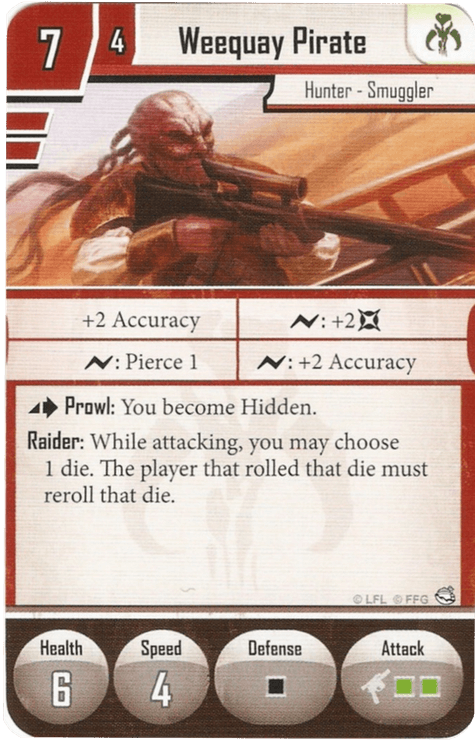 7 4 Weequay Pirate
Hunter - Smuggler
+2 Accuracy : +2
: Pierce 1 : +2 Accuracy
Prowl: You become Hidden.
Raider: While attacking, you may choose
1 die. The player that rolled that die must
reroll that die.
© LFL © FFG
Health Speed Defense Attack
6 4